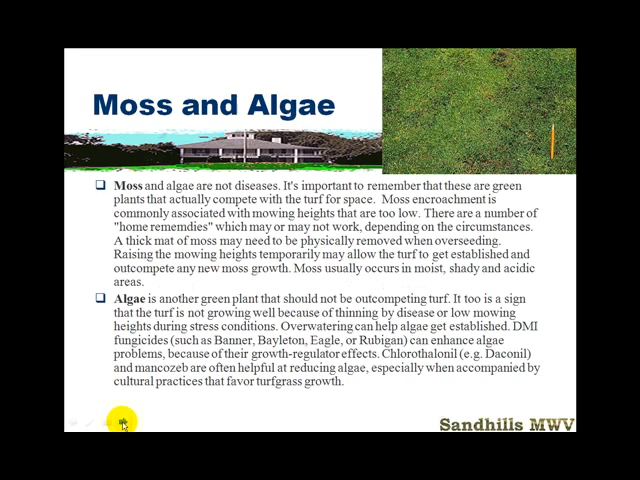 Moss and Algae
Moss and algae are not diseases. It's important to remember that these are green
plants that actually compete with the turf for space.  Moss encroachment is
commonly associated with mowing heights that are too low. There are a number of
"home rememdies" which may or may not work, depending on the circumstances.
A thick mat of moss may need to be physically removed when overseeding.
Raising the mowing heights temporarily may allow the turf to get established and
outcompete any new moss growth. Moss usually occurs in moist, shady and acidic
areas.
Algae is another green plant that should not be outcompeting turf. It too is a sign
that the turf is not growing well because of thinning by disease or low mowing
heights during stress conditions. Overwatering can help algae get established. DMI
fungicides (such as Banner, Bayleton, Eagle, or Rubigan) can enhance algae
problems, because of their growth-regulator effects. Chlorothalonil (e.g. Daconil)
and mancozeb are often helpful at reducing algae, especially when accompanied by
cultural practices that favor turfgrass growth.
Sandhills MWV